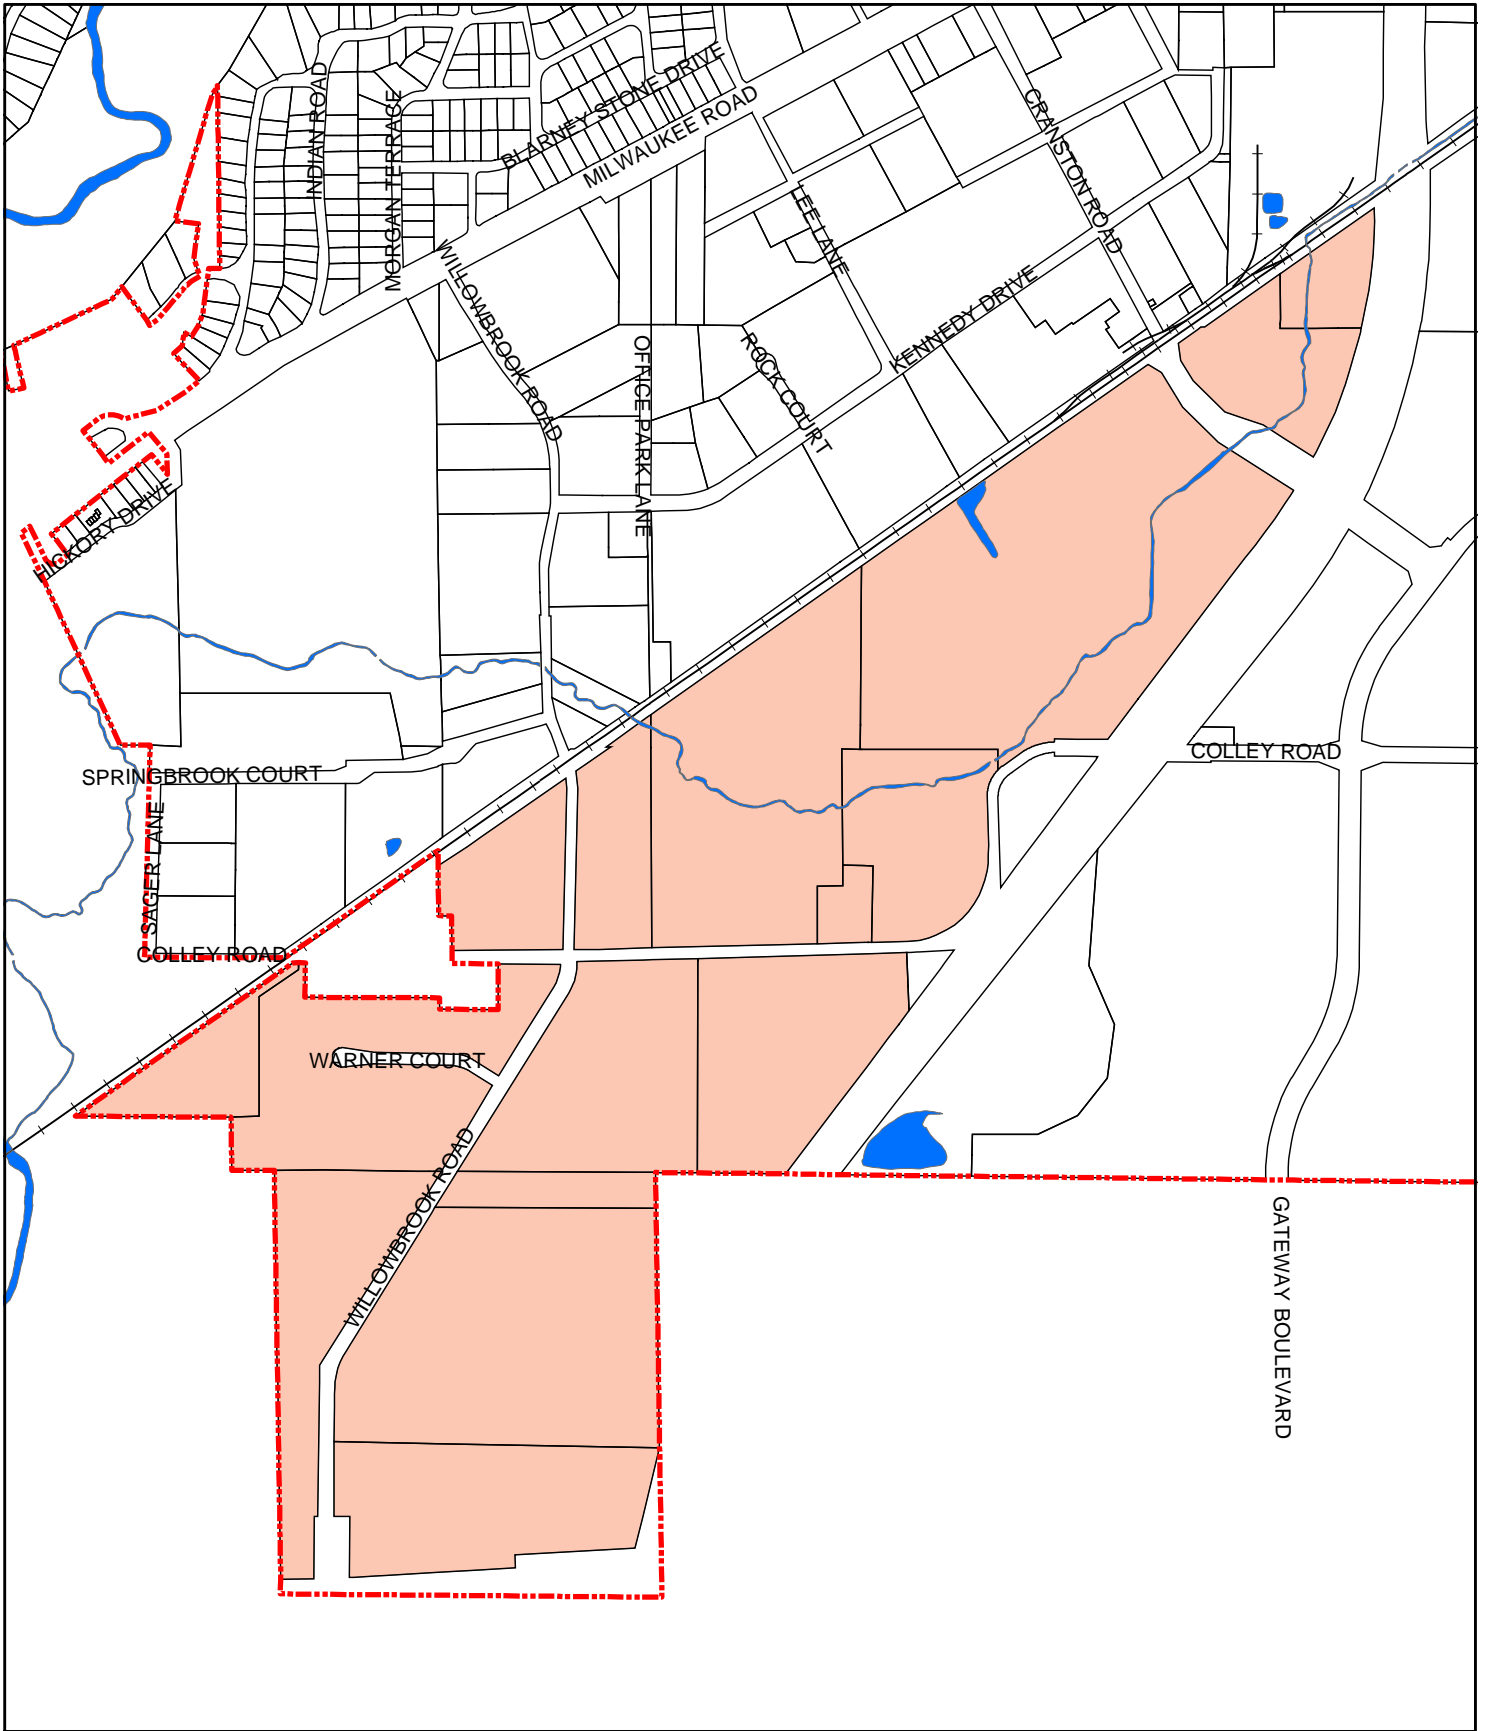 INDIAN ROAD
MORGAN TERRACE
BLARNEY STONE DRIVE
MILWAUKEE ROAD
CRANSTON ROAD
LEE LANE
WILLOWBROOK ROAD
KENNEDY DRIVE
OFFICE PARK LANE
ROCK COURT
HICKORY DRIVE
COLLEY ROAD
SPRINGBROOK COURT
SAGER LANE
COLLEY ROAD
WARNER COURT
WILLOWBROOK ROAD
GATEWAY BOULEVARD